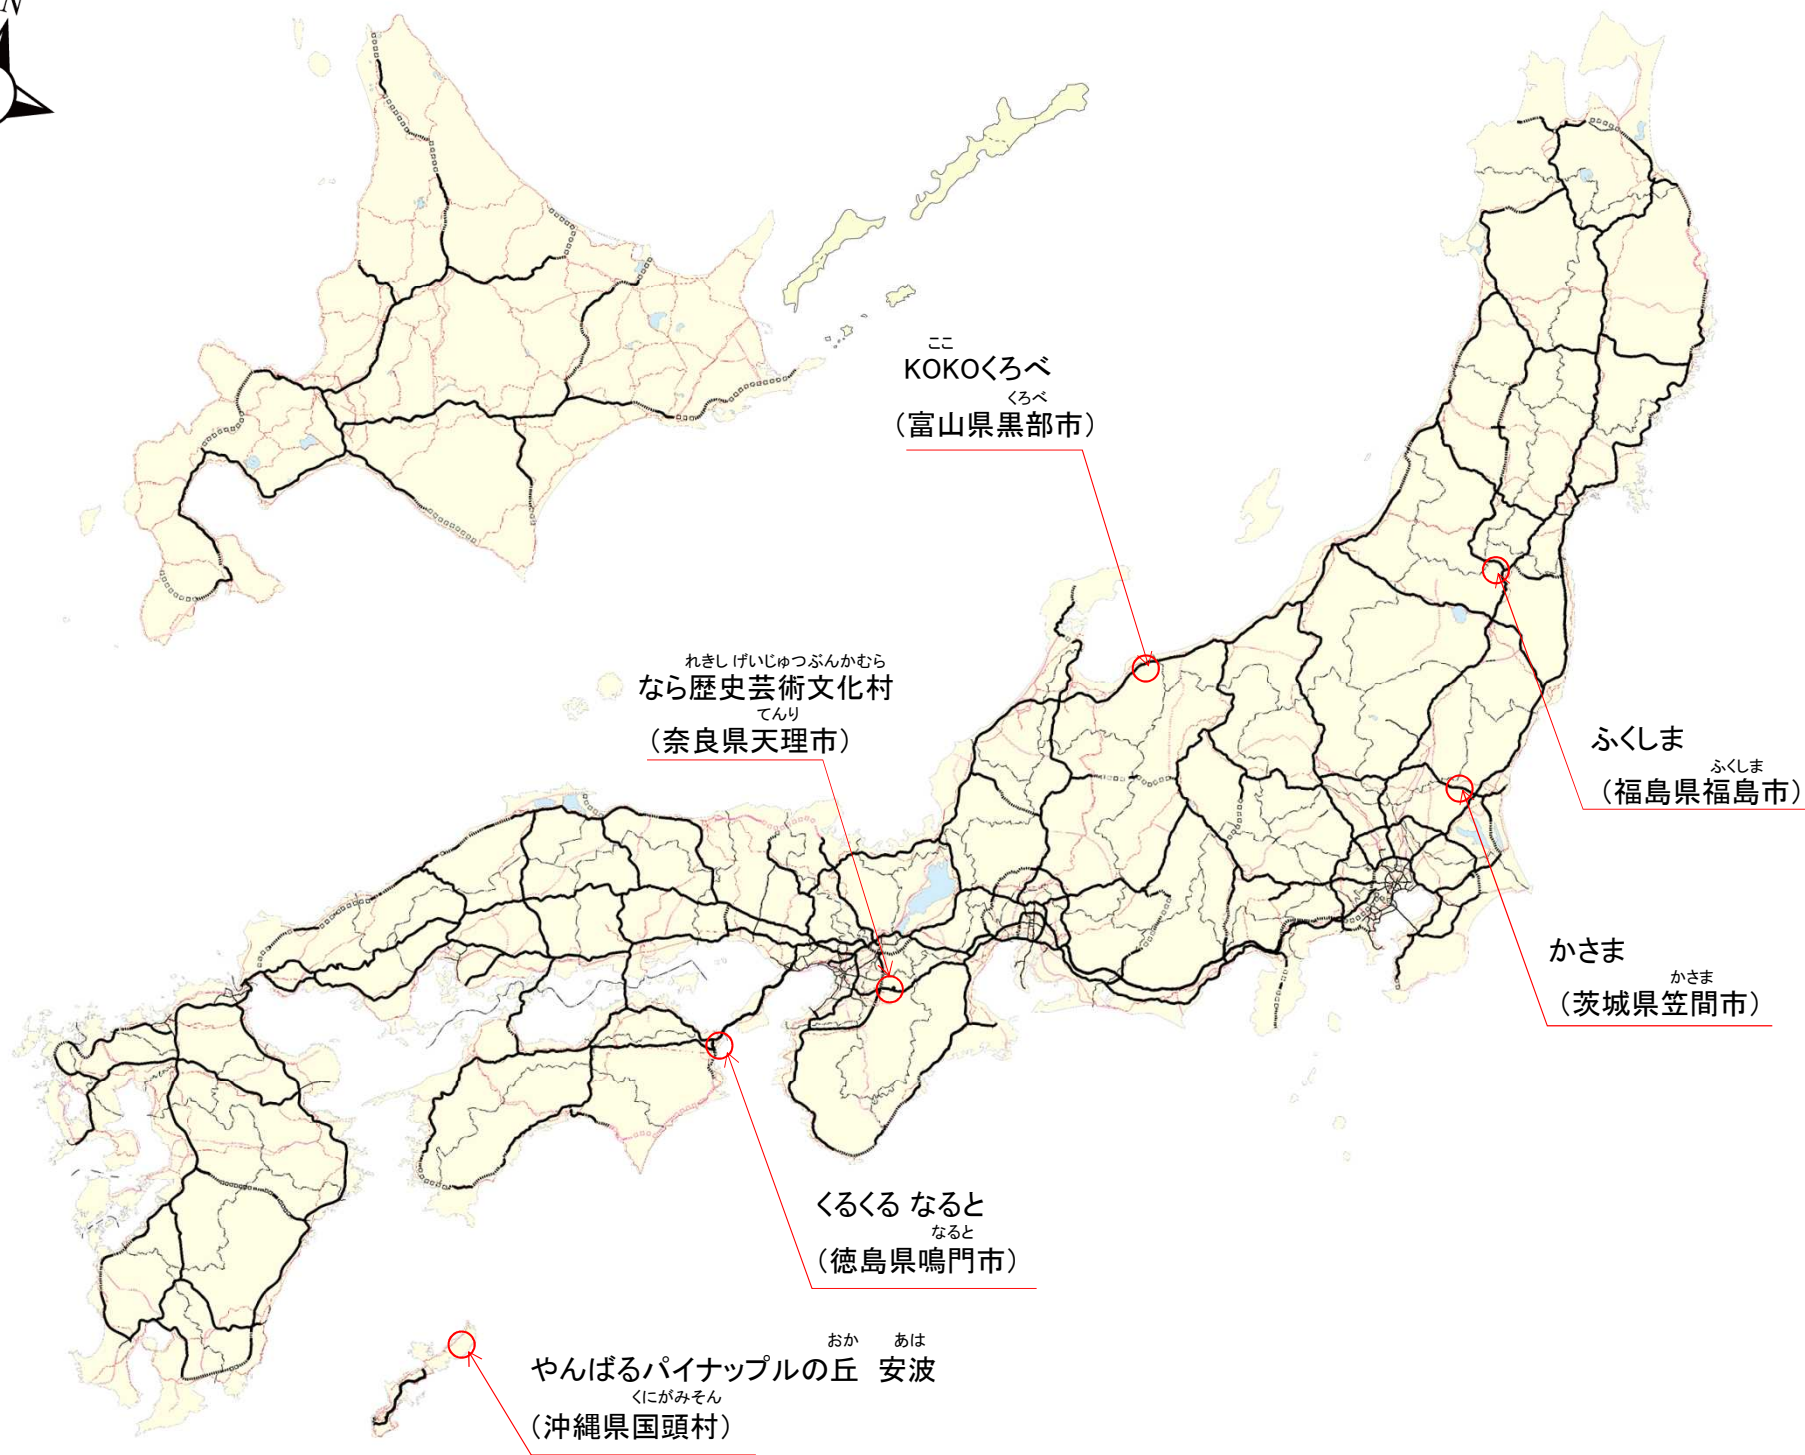 N
ここ
KOKOくろべ
くろべ
（富山県黒部市）
れきし げいじゅつぶんかむら
なら歴史芸術文化村
てんり
（奈良県天理市）
ふくしま
ふくしま
（福島県福島市）
かさま
かさま
（茨城県笠間市）
くるくる なると
なると
（徳島県鳴門市）
おか あは
やんばるパイナップルの丘 安波
くにがみそん
（沖縄県国頭村）